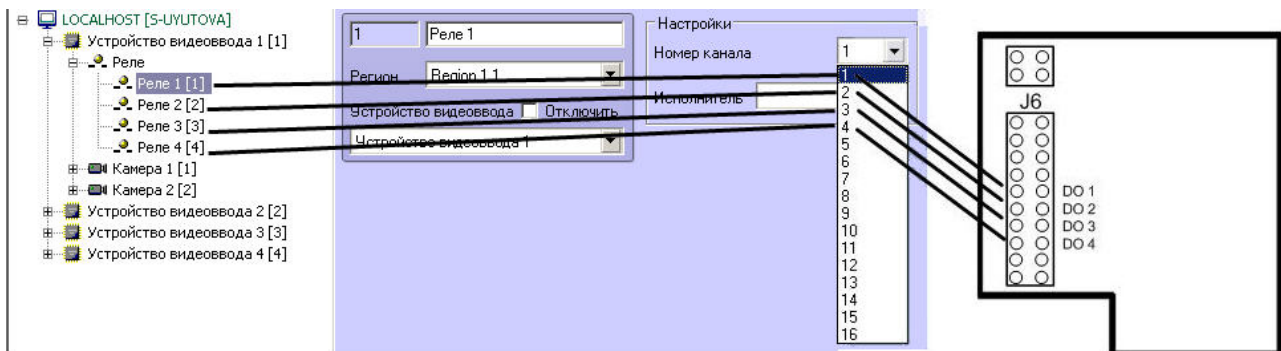 LOCALHOST [S-UYUTOVA]
Устройство видеоввода 1 [1]
Реле
Реле 1 [1]
Реле 2 [2]
Реле 3 [3]
Реле 4 [4]
Камера 1 [1]
Камера 2 [2]
Устройство видеоввода 2 [2]
Устройство видеоввода 3 [3]
Устройство видеоввода 4 [4]
1
Реле 1
Регион
Region 1.1
Устройство видеоввода
Отключить
Устройство видеоввода 1
Настройки
Номер канала
1
Исполнитель
1
2
3
4
5
6
7
8
9
10
11
12
13
14
15
16
J6
DO 1
DO 2
DO 3
DO 4